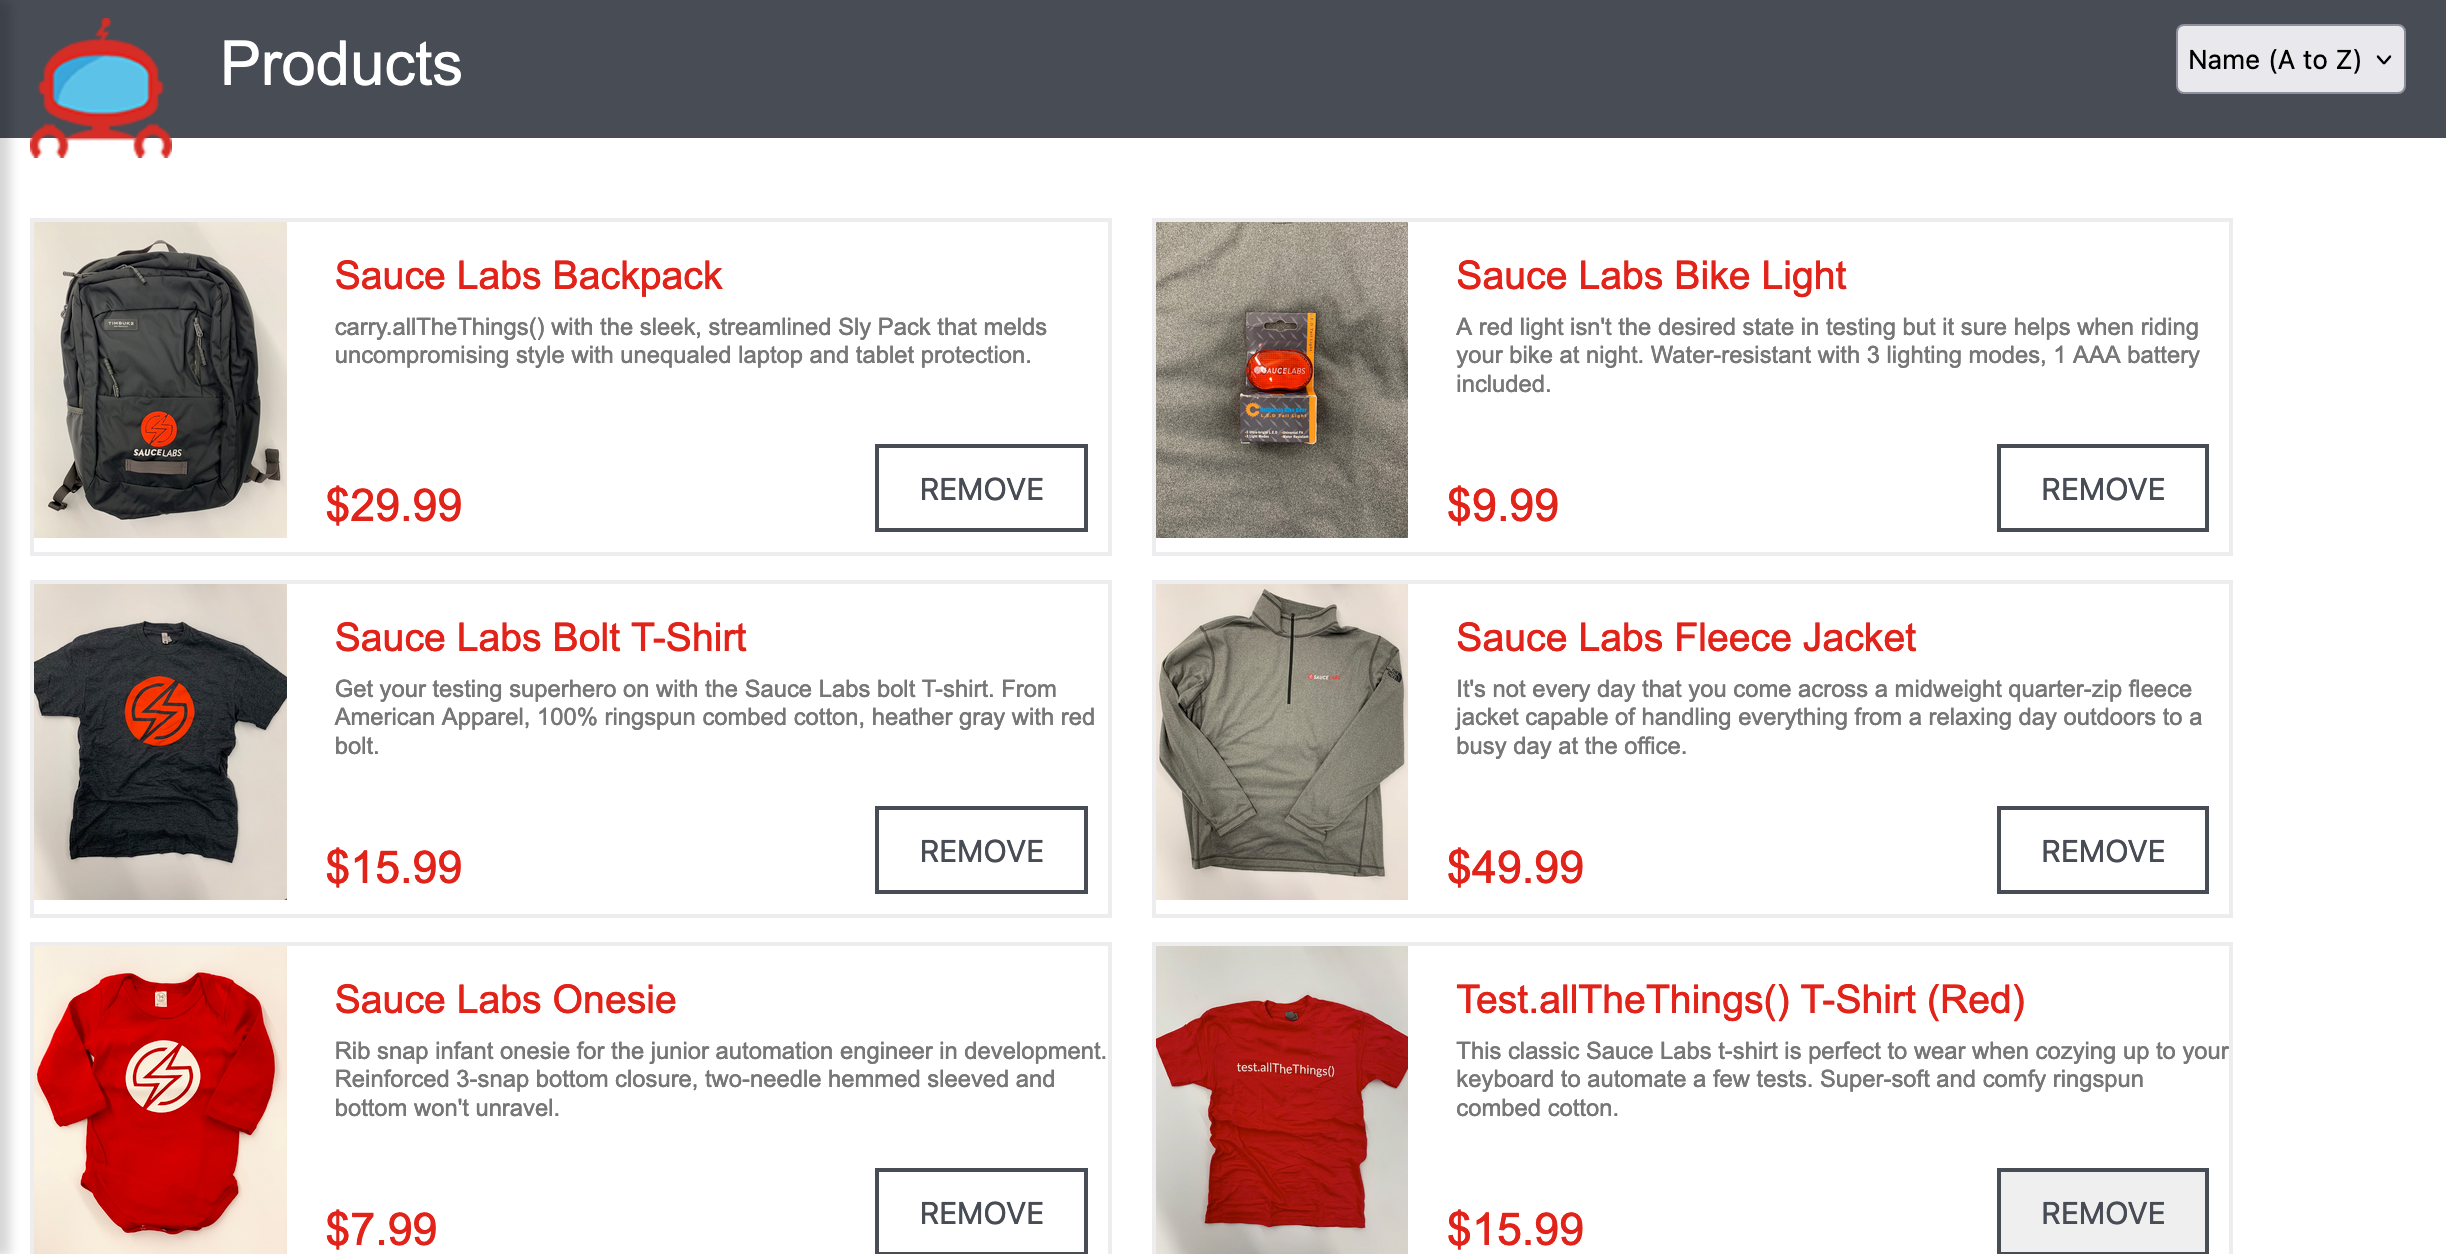 Products
Name (A to Z)
Sauce Labs Backpack
carry.allTheThings() with the sleek, streamlined Sly Pack that melds
uncompromising style with unequaled laptop and tablet protection.
TIMBUK2
SAUCELABS
$29.99
REMOVE
Sauce Labs Bike Light
A red light isn't the desired state in testing but it sure helps when riding
your bike at night. Water-resistant with 3 lighting modes, 1 AAA battery
included.
SAUCELABS
$9.99
REMOVE
Sauce Labs Bolt T-Shirt
Get your testing superhero on with the Sauce Labs bolt T-shirt. From
American Apparel, 100% ringspun combed cotton, heather gray with red
bolt.
$15.99
REMOVE
Sauce Labs Fleece Jacket
It's not every day that you come across a midweight quarter-zip fleece
jacket capable of handling everything from a relaxing day outdoors to a
busy day at the office.
$49.99
REMOVE
Sauce Labs Onesie
Rib snap infant onesie for the junior automation engineer in development.
Reinforced 3-snap bottom closure, two-needle hemmed sleeved and
bottom won't unravel.
$7.99
REMOVE
Test.allTheThings() T-Shirt (Red)
This classic Sauce Labs t-shirt is perfect to wear when cozying up to your
keyboard to automate a few tests. Super-soft and comfy ringspun
combed cotton.
test.allTheThings()
$15.99
REMOVE